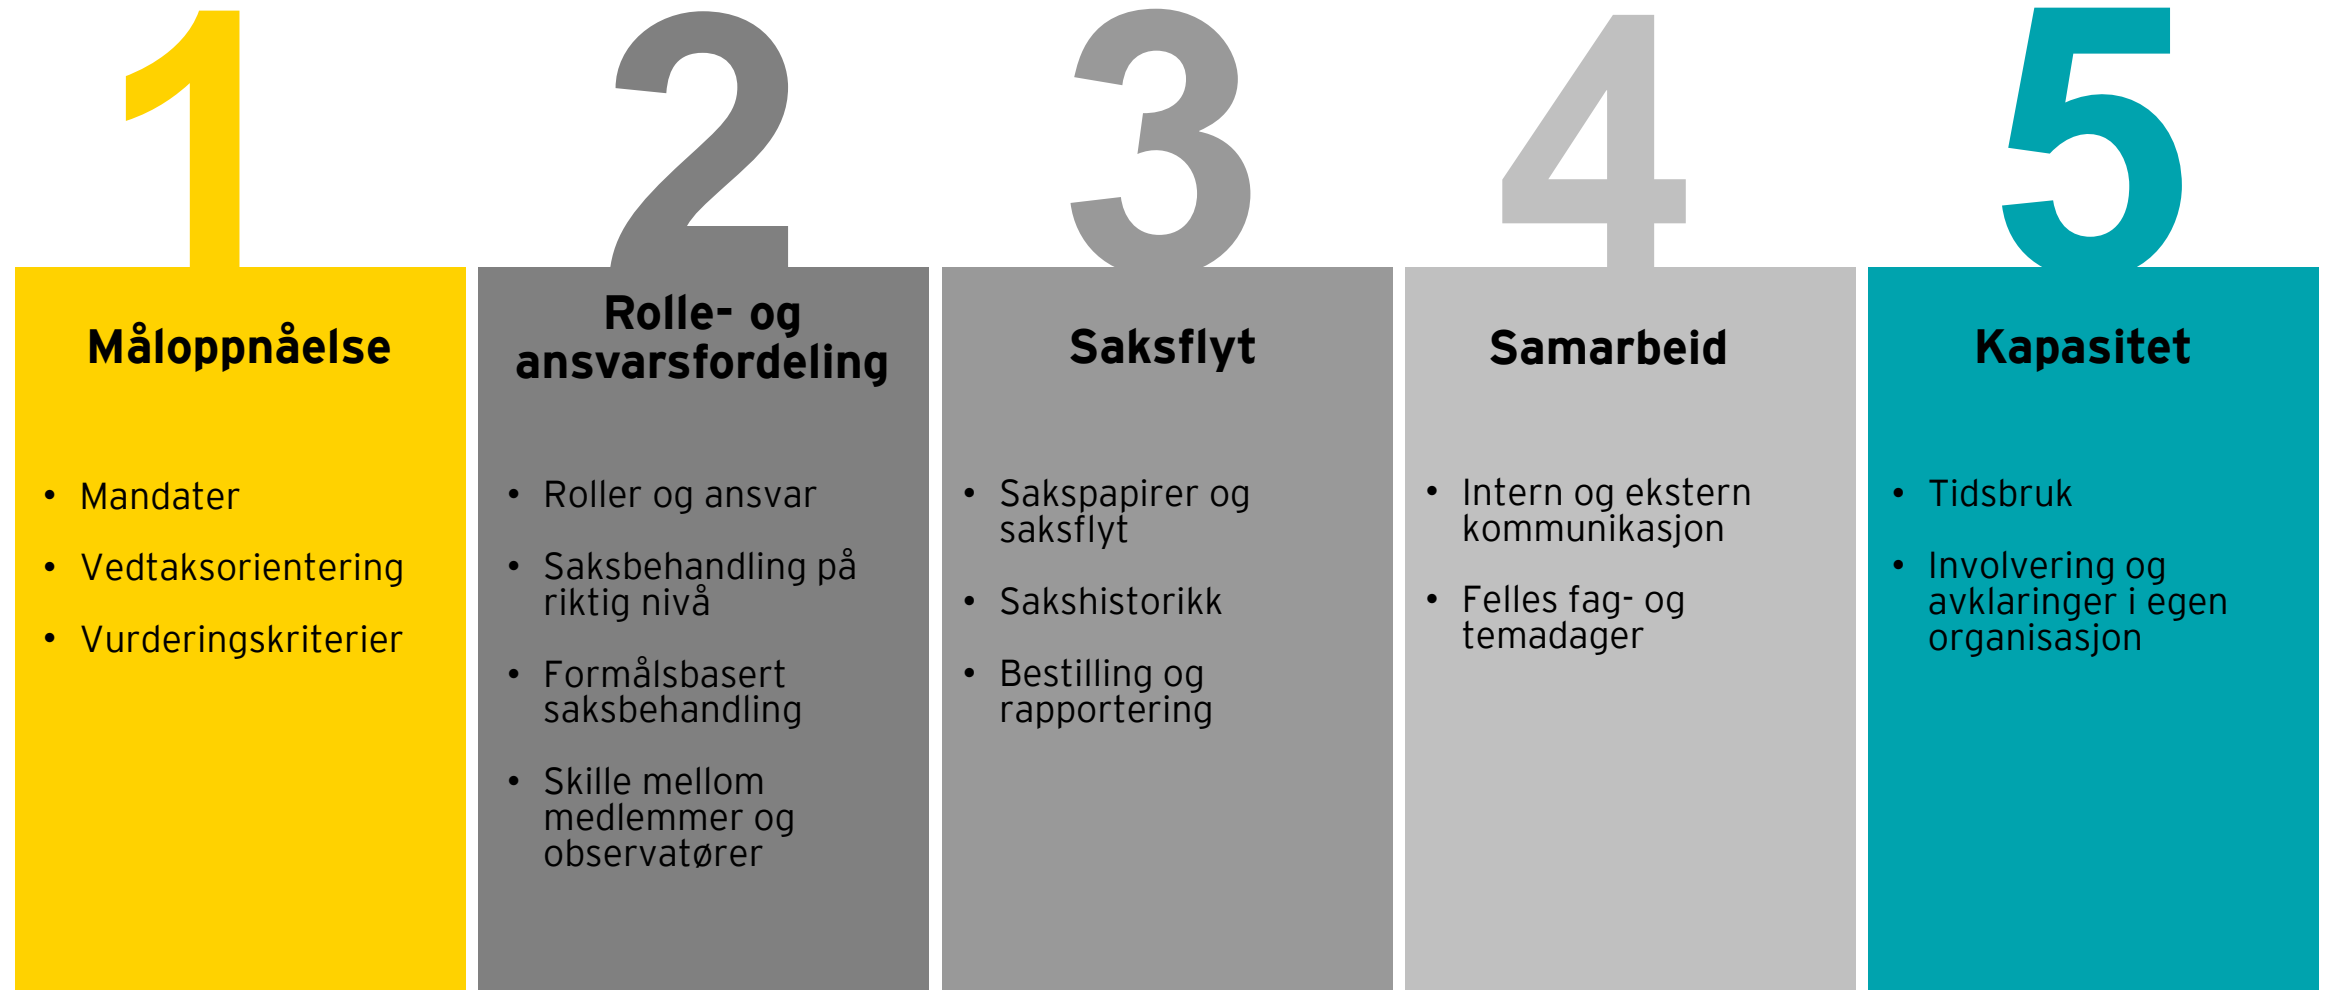 1
Måloppnåelse
• Mandater
• Vedtaksorientering
• Vurderingskriterier
2
Rolle- og
ansvarsfordeling
• Roller og ansvar
• Saksbehandling på
riktig nivå
• Formålsbasert
saksbehandling
• Skille mellom
medlemmer og
observatører
3
Saksflyt
• Sakspapirer og
saksflyt
• Sakshistorikk
• Bestilling og
rapportering
4
Samarbeid
• Intern og ekstern
kommunikasjon
• Felles fag- og
temadager
5
Kapasitet
• Tidsbruk
• Involvering og
avklaringer i egen
organisasjon